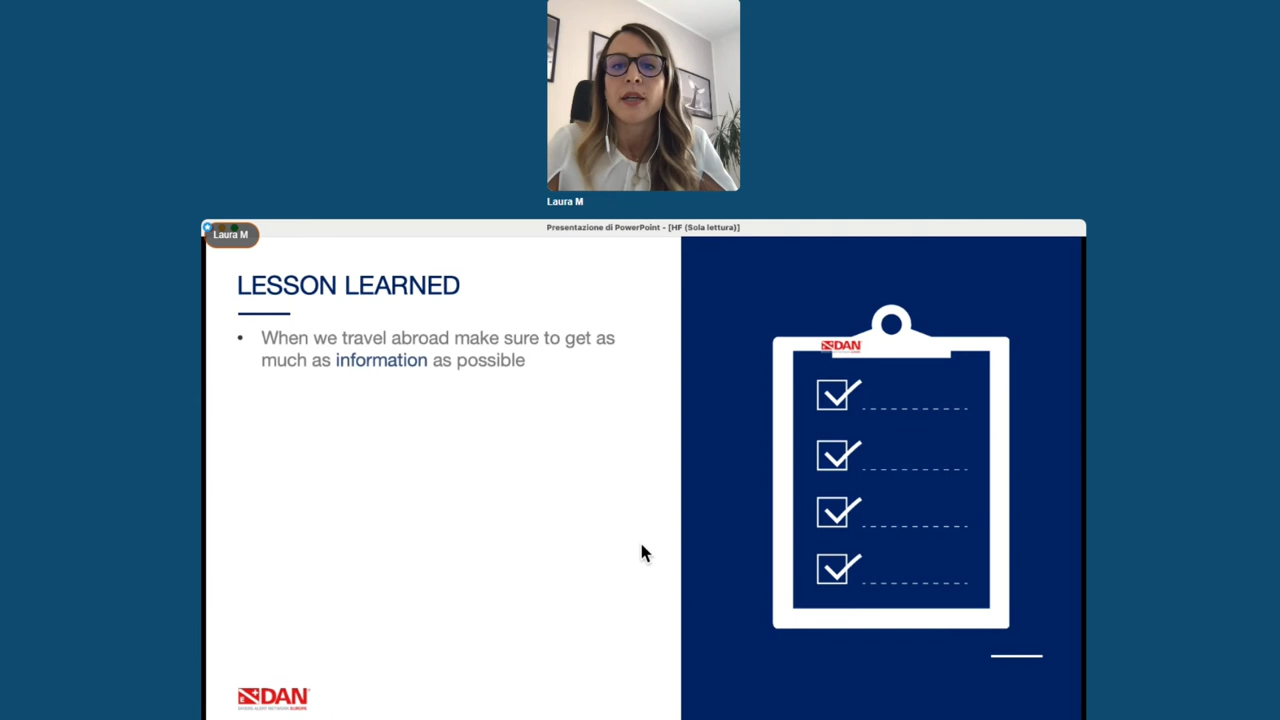 Laura M
Presentazione di PowerPoint - [HF (Sola lettura)]
Laura M
LESSON LEARNED
• When we travel abroad make sure to get as
much as information as possible
DAN
DAN